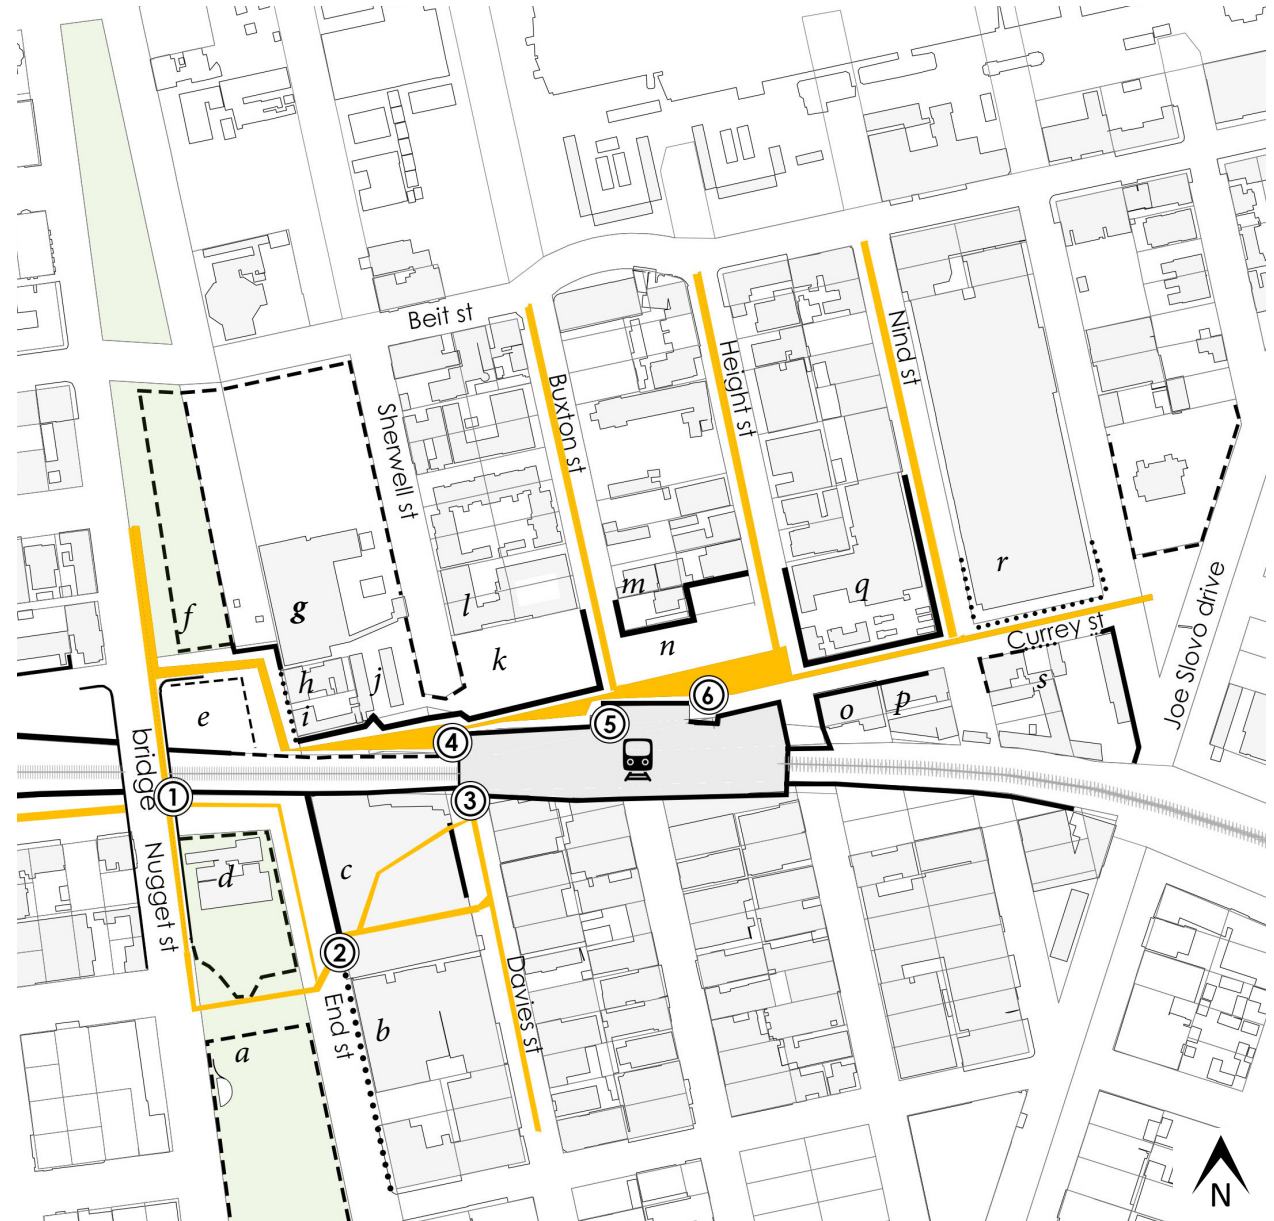 Beit st
Sherwell st
Buxton st
Height st
Nind st
Currey st
Joe Slovo drive
f
g
h
i
j
k
l
m
n
q
r
s
o
p
e
bridge
1
2
3
4
5
6
Nugget st
d
c
b
a
End st
Davies st
N